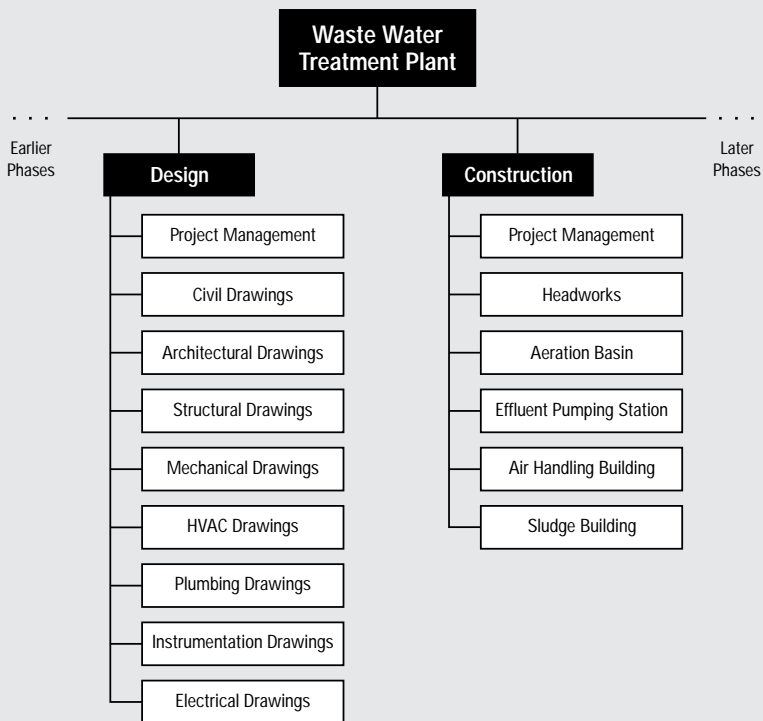 Waste Water
Treatment Plant
. . .
. . .
Earlier
Phases
Later
Phases
Design
Construction
Project Management
Civil Drawings
Architectural Drawings
Structural Drawings
Mechanical Drawings
HVAC Drawings
Plumbing Drawings
Instrumentation Drawings
Electrical Drawings
Project Management
Headworks
Aeration Basin
Effluent Pumping Station
Air Handling Building
Sludge Building